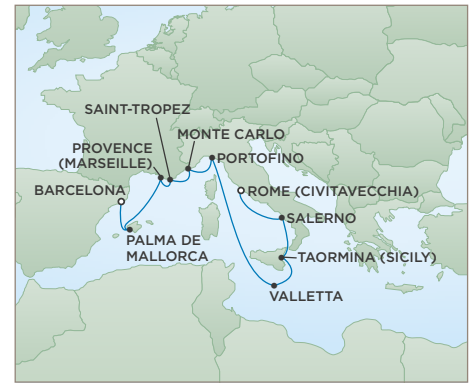 SAINT-TROPEZ
MONTE CARLO
PROVENCE
(MARSEILLE)
PORTOFINO
BARCELONA
ROME (CIVITAVECCHIA)
SALERNO
PALMA DE
MALLORCA
TAORMINA (SICILY)
VALLETTA